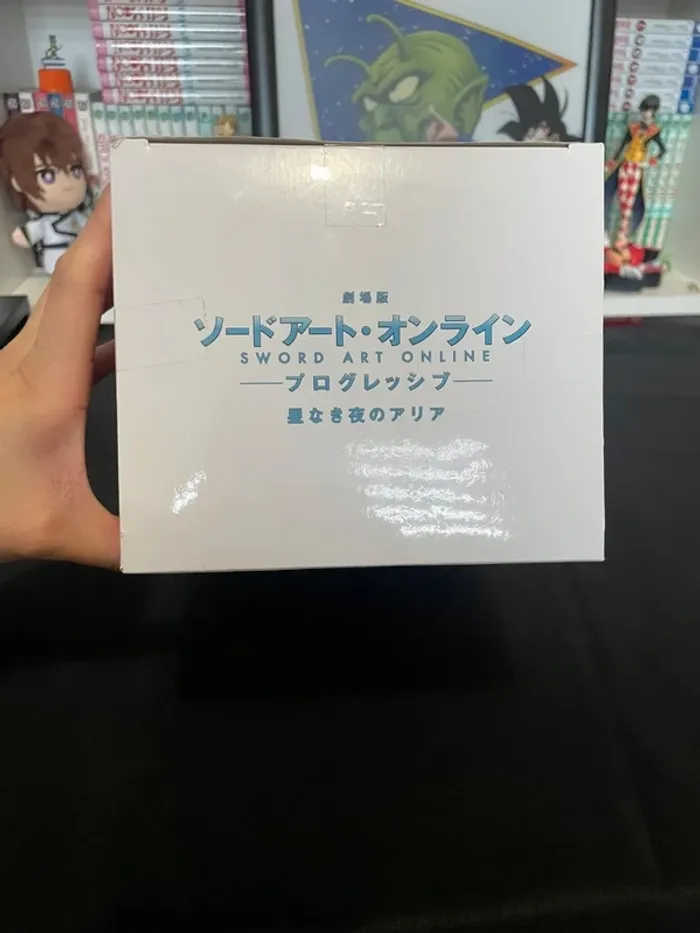 劇場版
ソードアート・オンライン
SWORD ART ONLINE
プログレッシブ
星なき夜のアリア